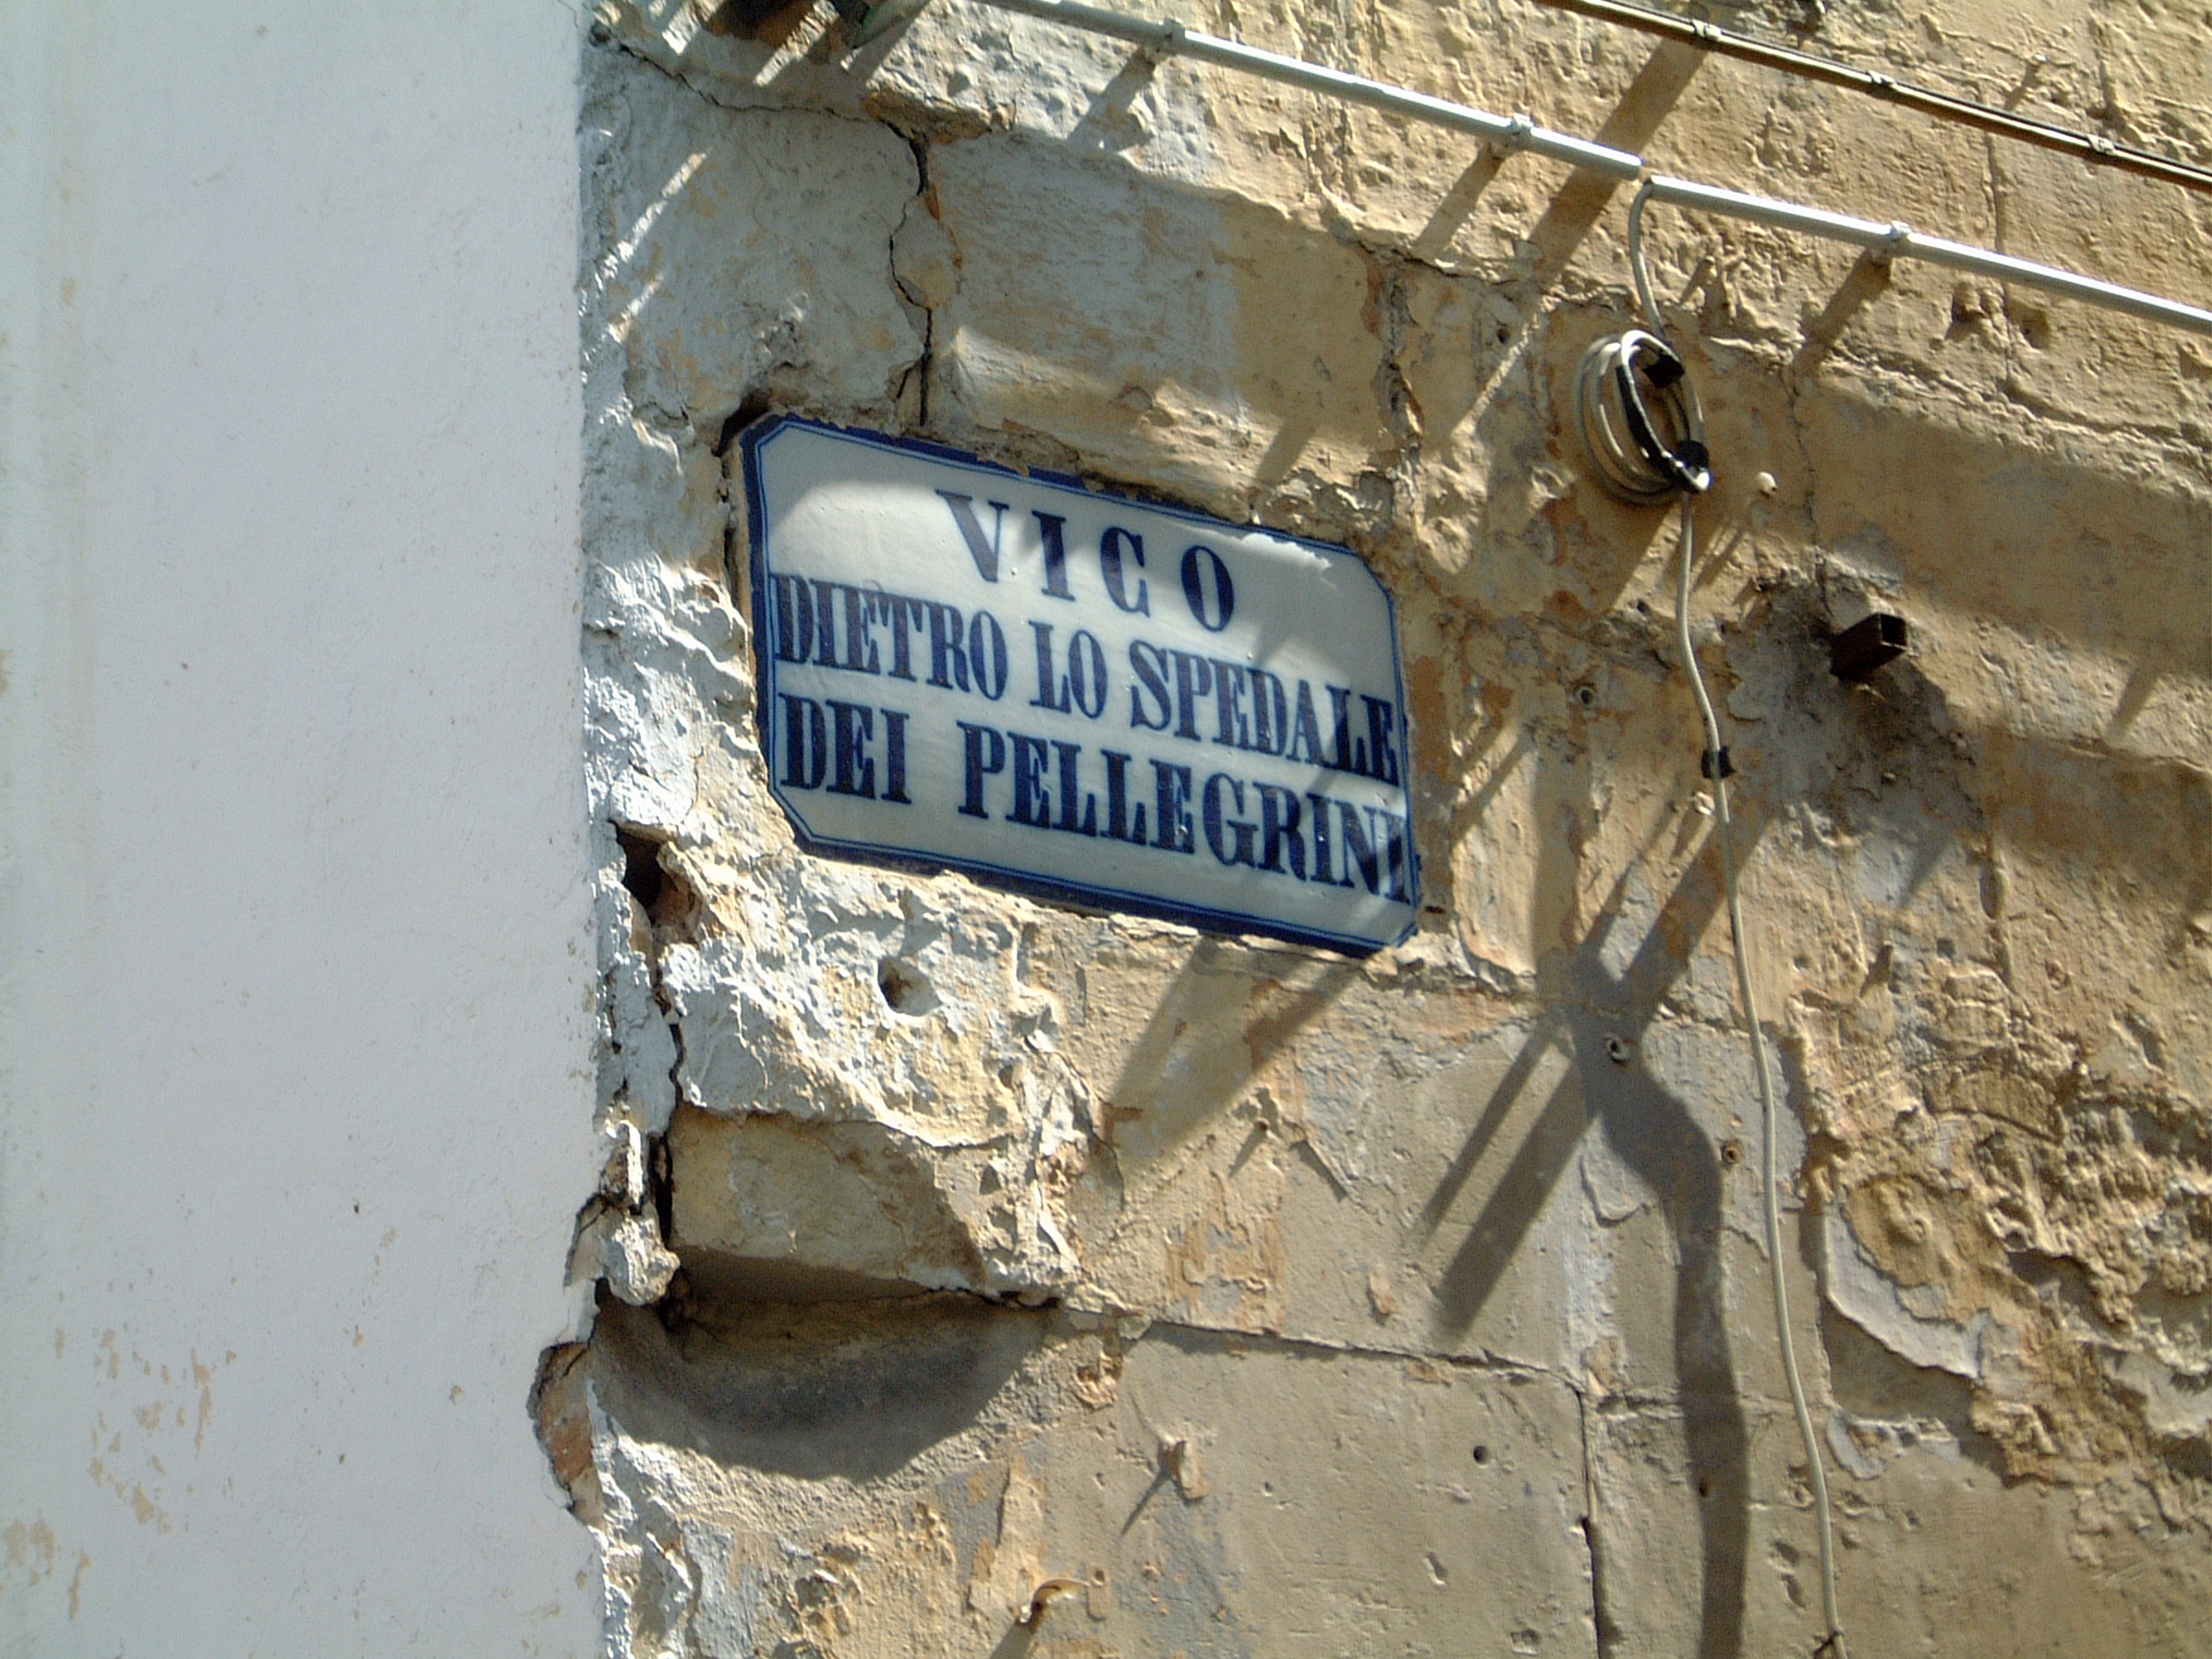 VICO
DIETRO LO SPEDALE
DEI PELLEGRINI